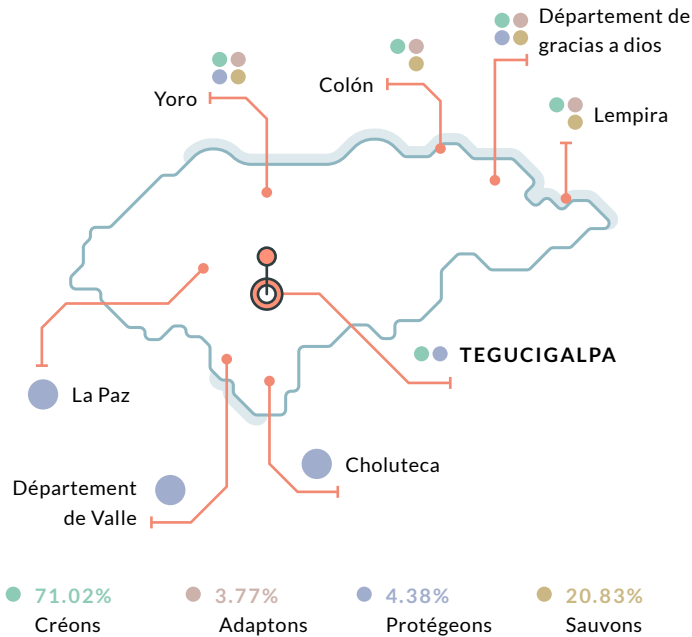 Département de
gracias a dios
Yoro
Colón
Lempira
TEGUCIGALPA
La Paz
Choluteca
Département
de Valle
71.02%
Créons
3.77%
Adaptons
4.38%
Protégeons
20.83%
Sauvons